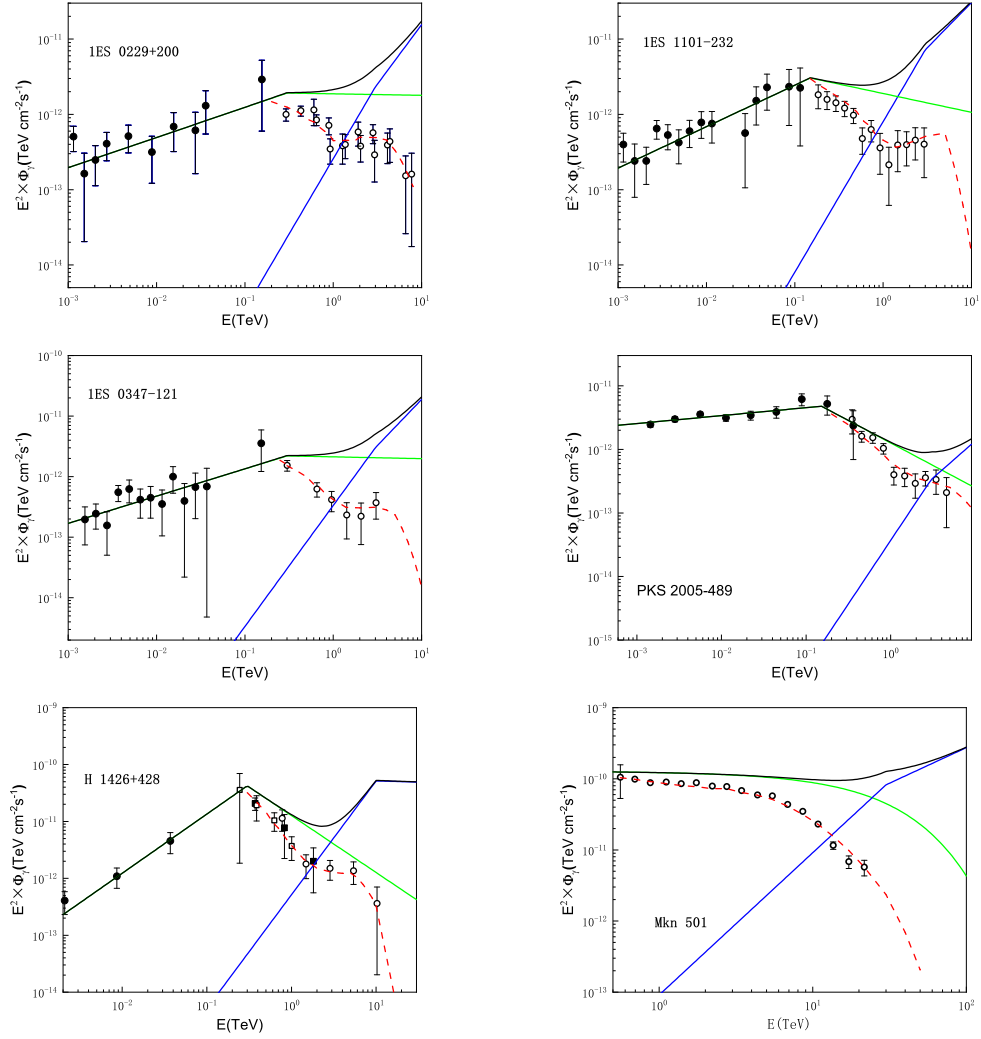 10⁻¹¹
10⁻¹²
10⁻¹³
10⁻¹⁴
E²×Φᵧ(TeV cm⁻²s⁻¹)
1ES 0229+200
10⁻³ 10⁻² 10⁻¹ 10⁰ 10¹
E(TeV)
10⁻¹¹
10⁻¹²
10⁻¹³
10⁻¹⁴
E²×Φᵧ(TeV cm⁻²s⁻¹)
1ES 1101-232
10⁻³ 10⁻² 10⁻¹ 10⁰ 10¹
E(TeV)
10⁻¹⁰
10⁻¹¹
10⁻¹²
10⁻¹³
10⁻¹⁴
E²×Φᵧ(TeV cm⁻²s⁻¹)
1ES 0347-121
10⁻³ 10⁻² 10⁻¹ 10⁰ 10¹
E(TeV)
10⁻¹¹
10⁻¹²
10⁻¹³
10⁻¹⁴
10⁻¹⁵
E²×Φᵧ(TeV cm⁻²s⁻¹)
PKS 2005-489
10⁻³ 10⁻² 10⁻¹ 10⁰
E(TeV)
10⁻⁹
10⁻¹⁰
10⁻¹¹
10⁻¹²
10⁻¹³
10⁻¹⁴
E²×Φᵧ(TeV cm⁻²s⁻¹)
H 1426+428
10⁻² 10⁻¹ 10⁰ 10¹
E(TeV)
10⁻⁹
10⁻¹⁰
10⁻¹¹
10⁻¹²
10⁻¹³
E²×Φᵧ(TeV cm⁻²s⁻¹)
Mkn 501
10⁰ 10¹ 10²
E(TeV)